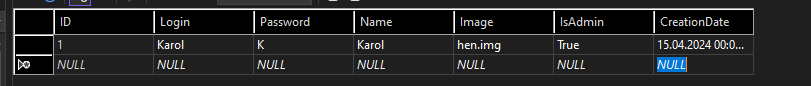 ID Login Password Name Image IsAdmin CreationDate
1 Karol K Karol hen.img True 15.04.2024 00:0...
NULL NULL NULL NULL NULL NULL NULL